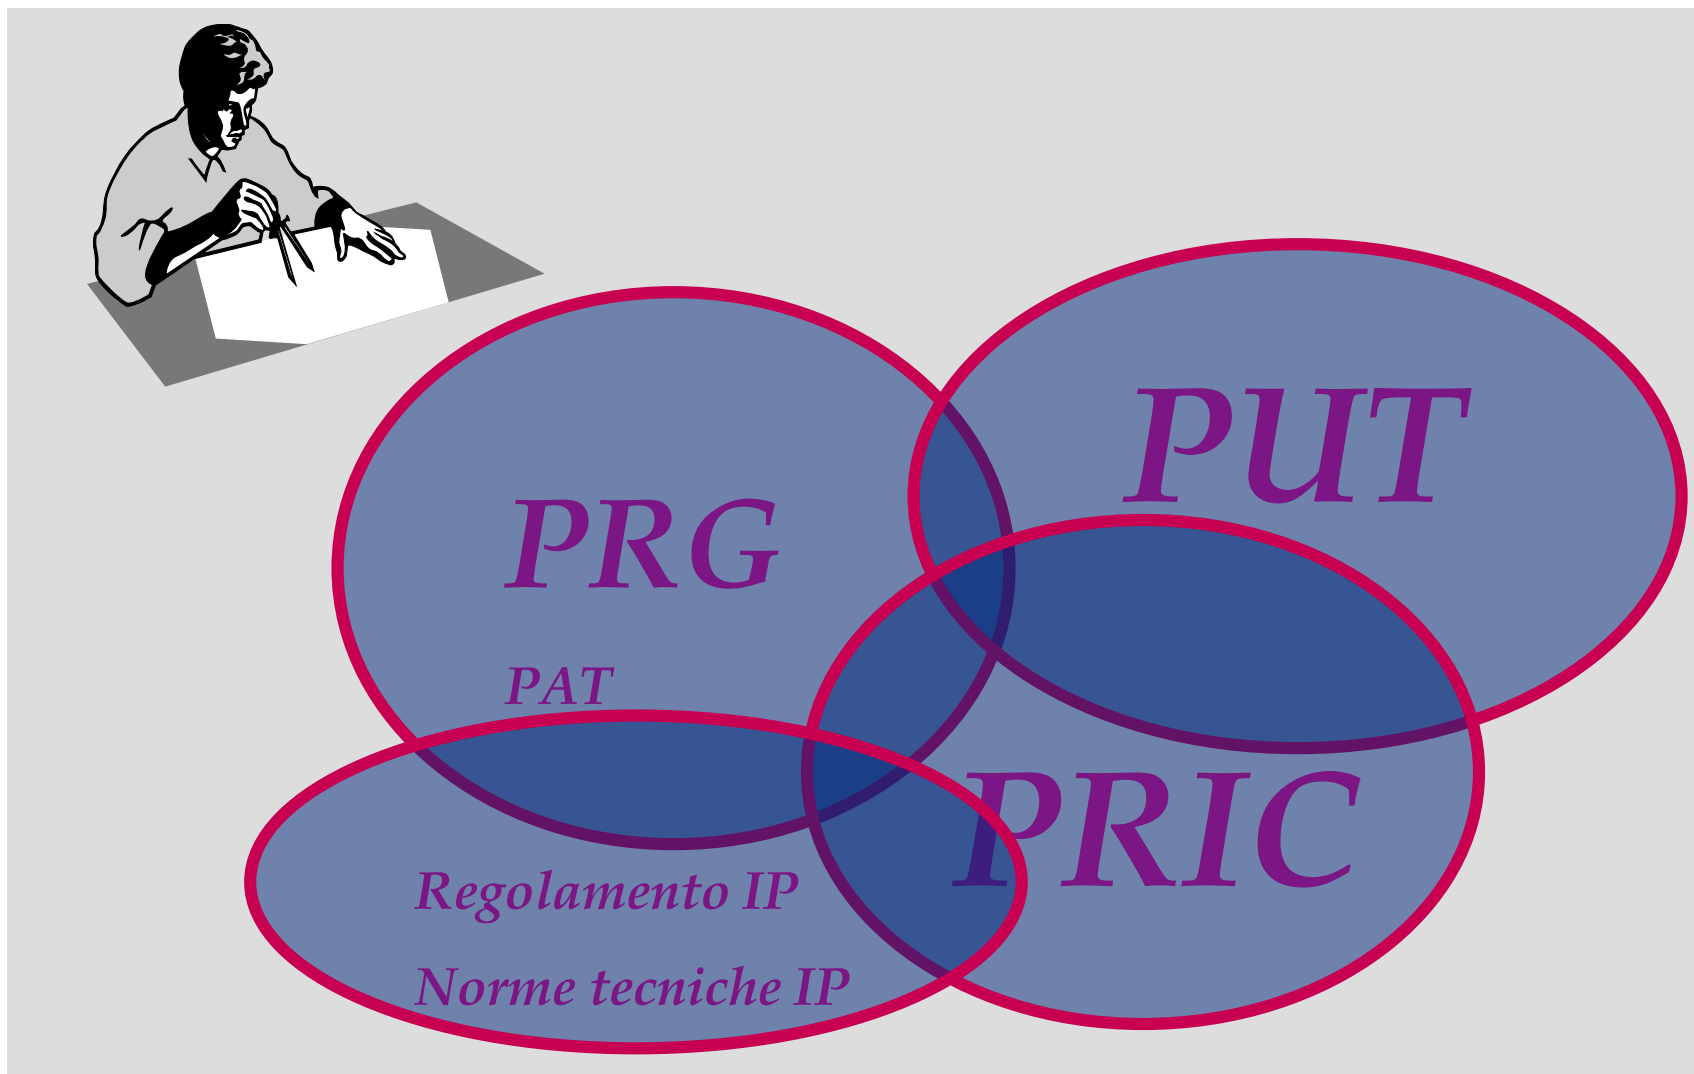 PUT
PRG
PAT
PRIC
Regolamento IP
Norme tecniche IP